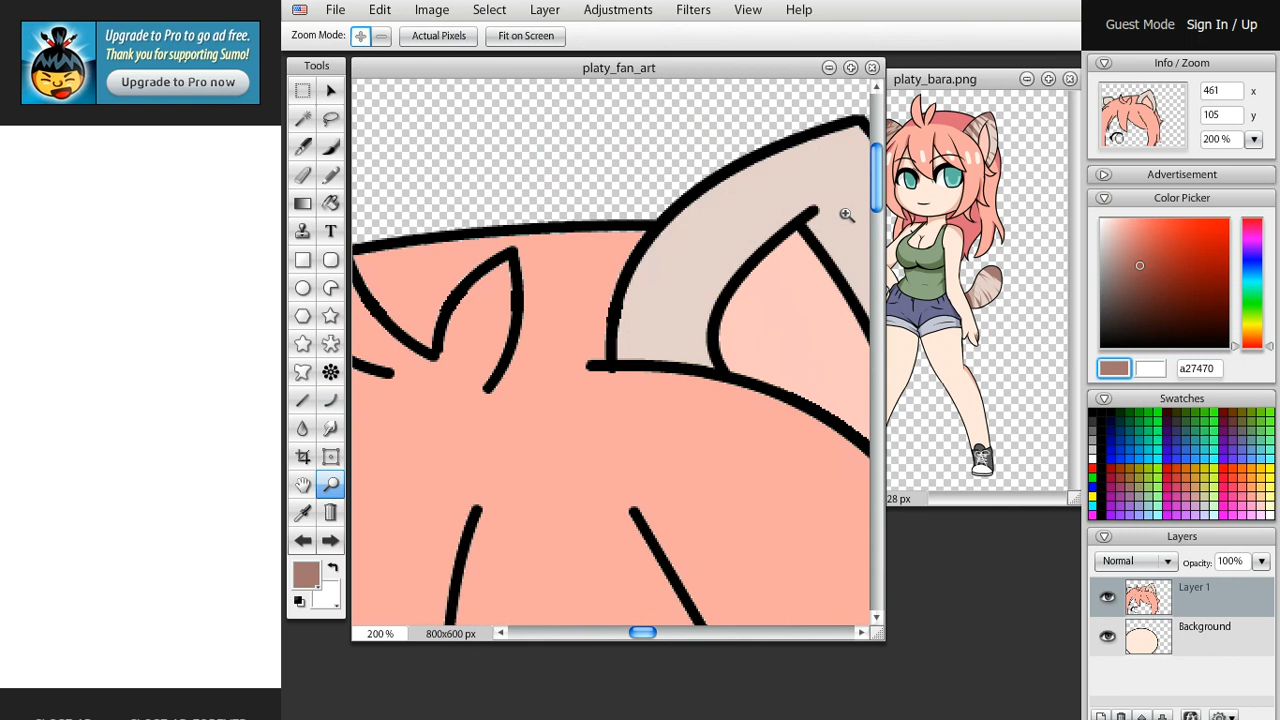 Upgrade to Pro to go ad free.
Thank you for supporting Sumo!
Upgrade to Pro now
File Edit Image Select Layer Adjustments Filters View Help
Guest Mode Sign In / Up
Zoom Mode: Actual Pixels Fit on Screen
Tools
platy_fan_art
platy_bara.png
Info / Zoom
461 x
105 y
200 %
Advertisement
Color Picker
a27470
Swatches
T
28 px
Layers
Normal Opacity: 100%
Layer 1
Background
200 % 800x600 px